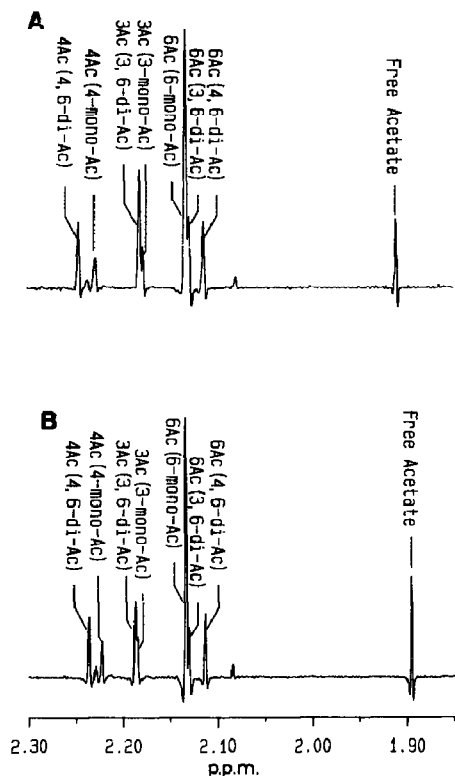 A
4Ac (4,6-di-Ac)
4Ac (4-mono-Ac)
3Ac (3,6-di-Ac)
3Ac (3-mono-Ac)
6Ac (6-mono-Ac)
6Ac (3,6-di-Ac)
6Ac (4,6-di-Ac)
Free Acetate
B
4Ac (4,6-di-Ac)
4Ac (4-mono-Ac)
3Ac (3,6-di-Ac)
3Ac (3-mono-Ac)
6Ac (6-mono-Ac)
6Ac (3,6-di-Ac)
6Ac (4,6-di-Ac)
Free Acetate
2.30 2.20 2.10 2.00 1.90
p.p.m.